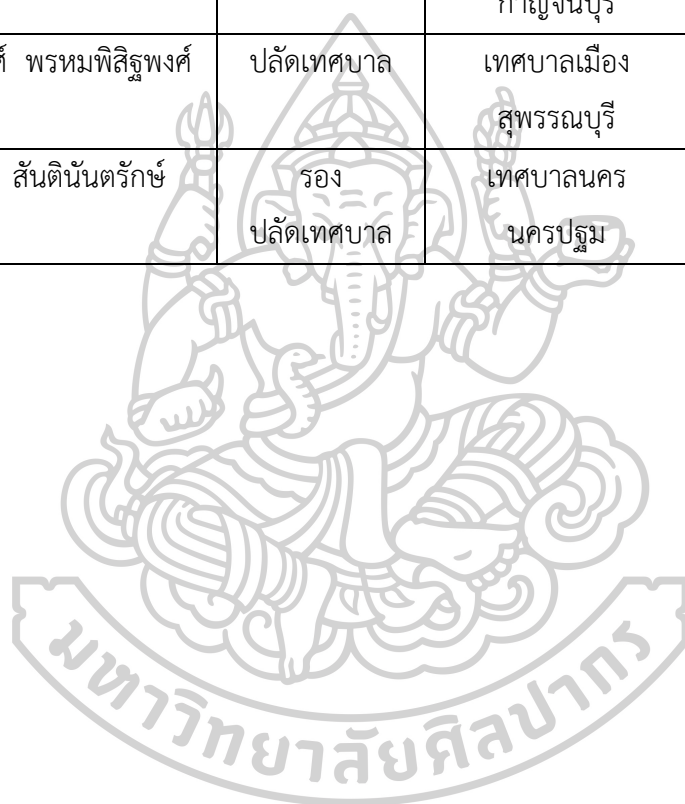 กาญจนบุรี
พรหมพิสิฐพงศ์ ปลัดเทศบาล เทศบาลเมือง
สุพรรณบุรี
สันตินันตรักษ์ รอง เทศบาลนคร
ปลัดเทศบาล นครปฐม
มหาวิทยาลัยศิลปากร